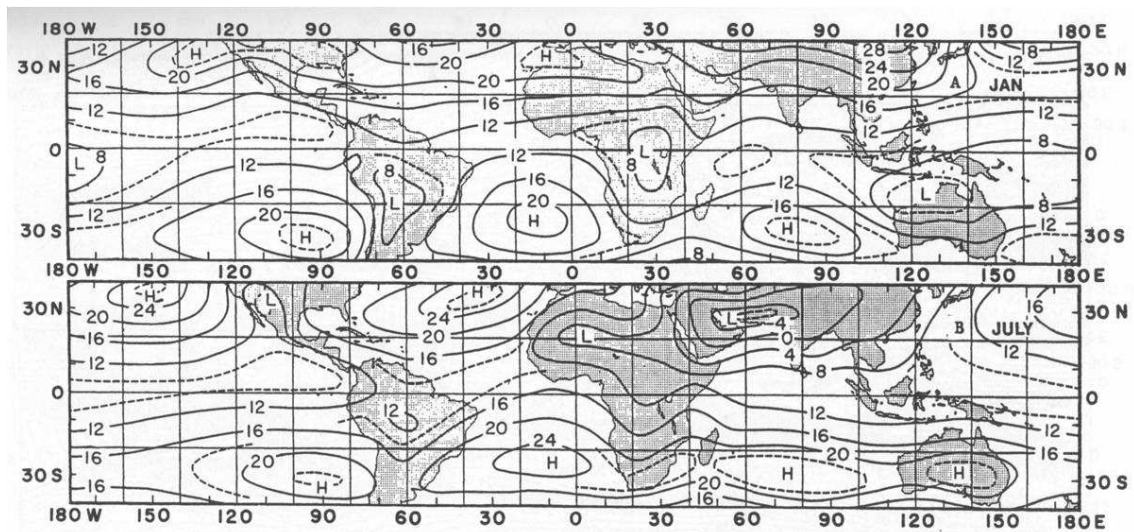 180 W 150 120 90 60 30 0 30 60 90 120 150 180 E
12 H 16 20 H 28 12 8
30 N 16 20 20 24 20 16 A JAN 30 N
12 16 16 12
12 12 12
0 L 8 12 12 L 8 8 0
8 16 12
12 16 L 20 16 L 8
30 S 20 H H H 12 30 S
8
180 W 150 120 90 60 30 0 30 60 90 120 150 180 E
30 N H 24 L H 24 L 4 16 B JULY 30 N
20 20 L 0
16 16 4 12
12 12 8
0 0
12 12 16 12 12
16 20 16 16
20 24 20
30 S H H H H 30 S
16 16 20 16 20 16
180 W 150 120 90 60 30 0 30 60 90 120 150 180 E